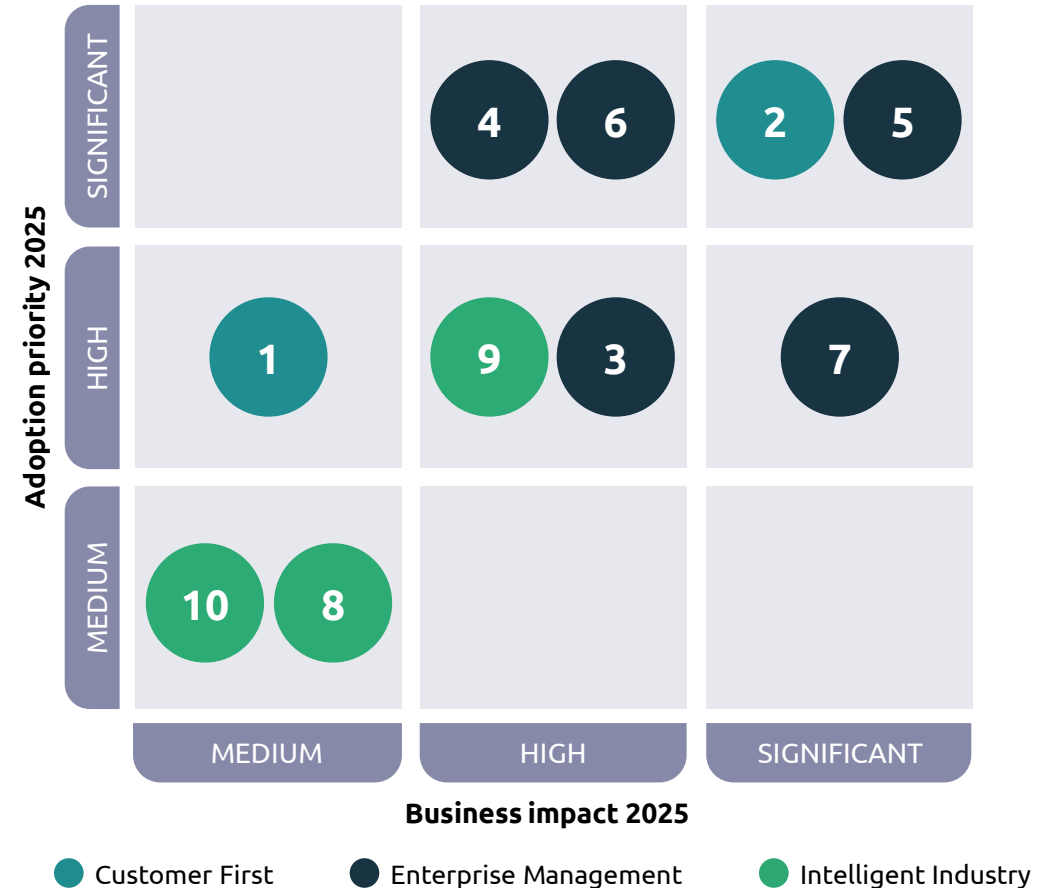 Adoption priority 2025
SIGNIFICANT
4 6 2 5
HIGH
1 9 3 7
MEDIUM
10 8
MEDIUM HIGH SIGNIFICANT
Business impact 2025
Customer First Enterprise Management Intelligent Industry